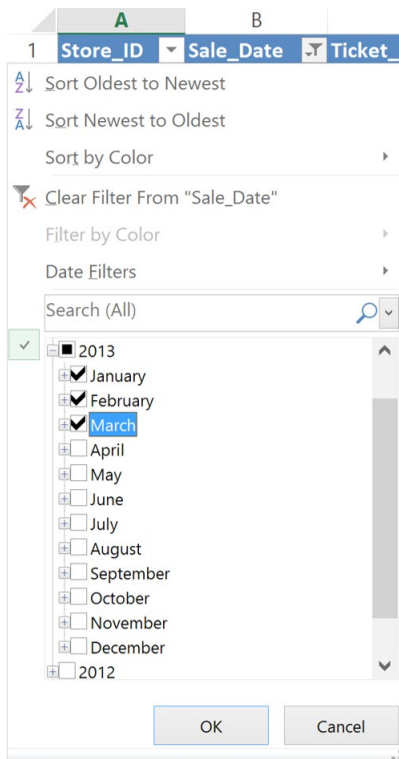 A B
1 Store_ID Sale_Date Ticket_
Sort Oldest to Newest
Sort Newest to Oldest
Sort by Color
Clear Filter From "Sale_Date"
Filter by Color
Date Filters
Search (All)
2013
January
February
March
April
May
June
July
August
September
October
November
December
2012
OK Cancel